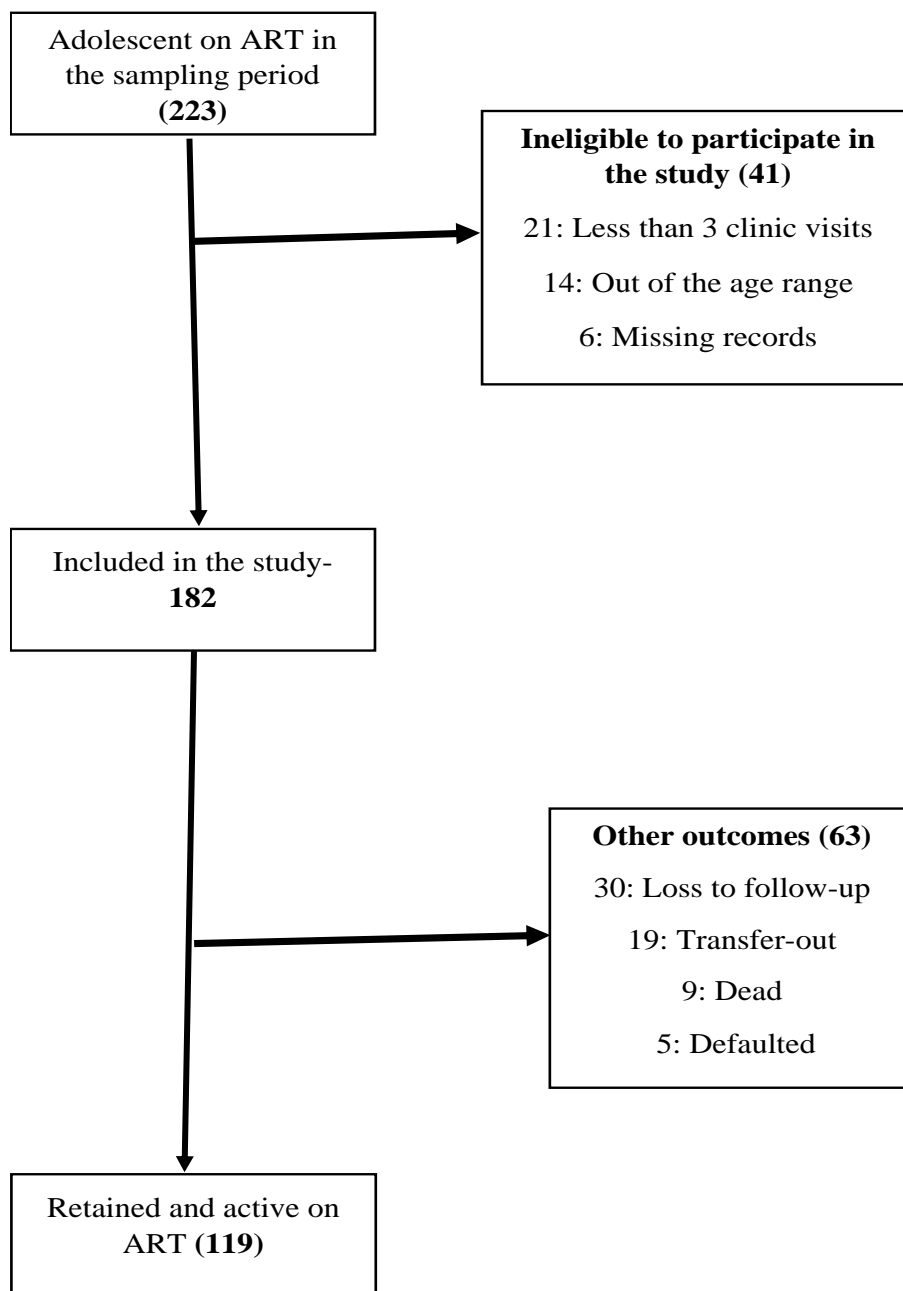 Adolescent on ART in
the sampling period
(223)
Ineligible to participate in
the study (41)
21: Less than 3 clinic visits
14: Out of the age range
6: Missing records
Included in the study-
182
Other outcomes (63)
30: Loss to follow-up
19: Transfer-out
9: Dead
5: Defaulted
Retained and active on
ART (119)